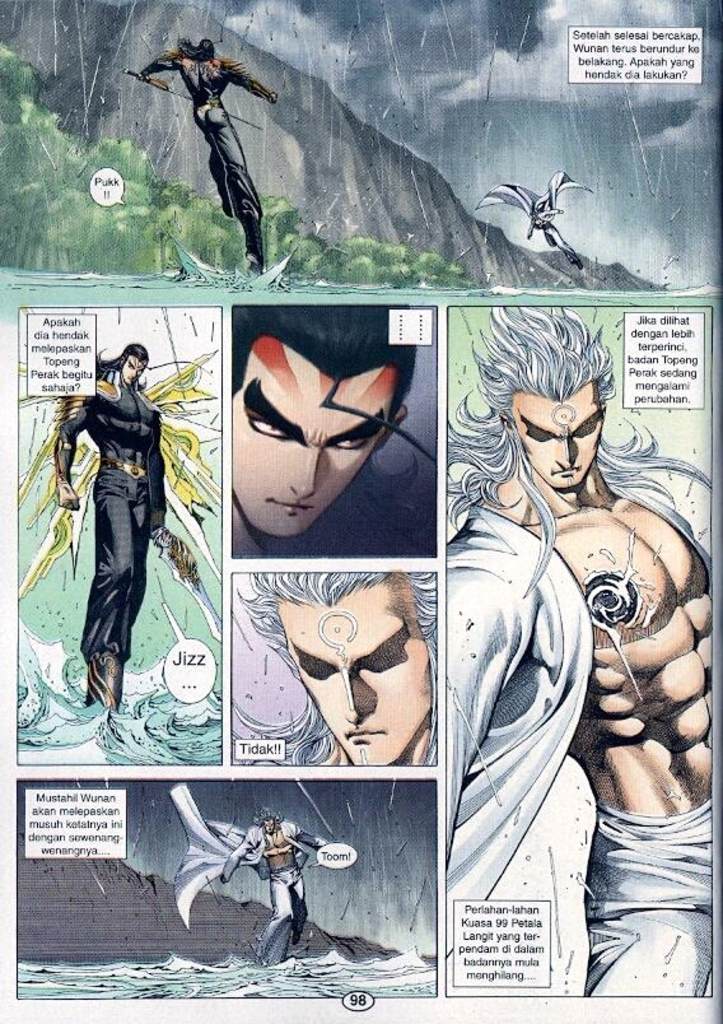 Setelah selesai bercakap,
Wunan terus berundur ke
belakang. Apakah yang
hendak dia lakukan?
Pukk
!!
Apakah
dia hendak
melepaskan
Topeng
Perak begitu
sahaja?
Jizz
...
Tidak!!
Jika dilihat
dengan lebih
terperinci,
badan Topeng
Perak sedang
mengalami
perubahan.
Mustahil Wunan
akan melepaskan
musuh ketatnya ini
dengan sewenang-
wenangnya....
Toom!
Perlahan-lahan
Kuasa 99 Petala
Langit yang ter-
pendam di dalam
badannya mula
menghilang....
98